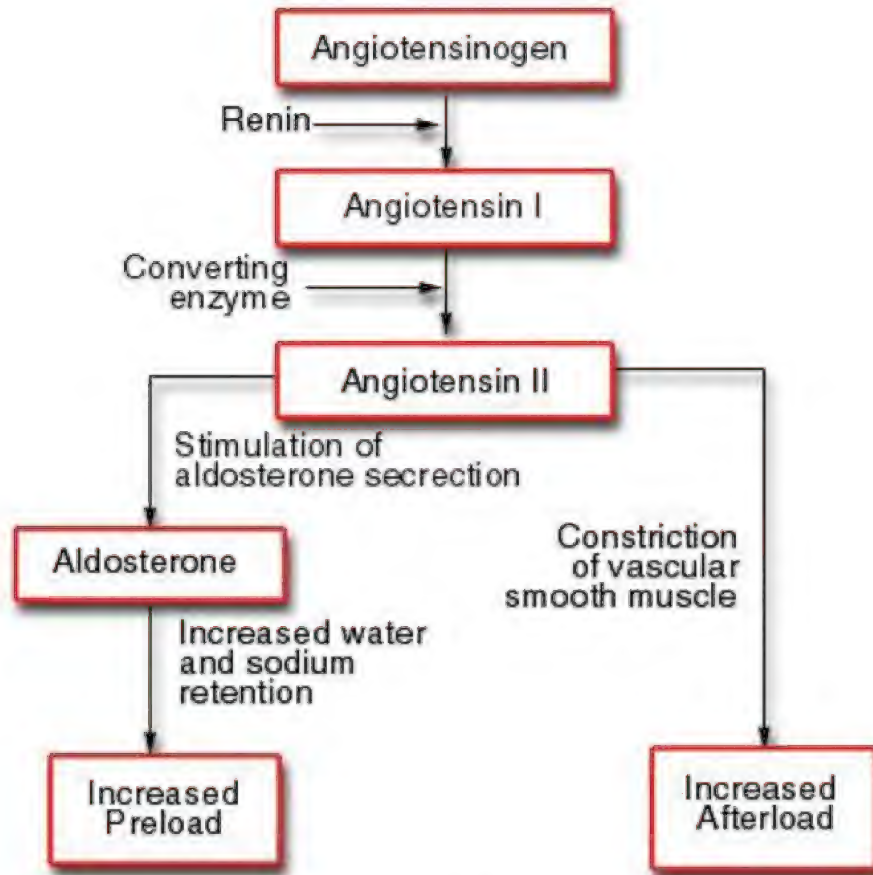 Angiotensinogen
Renin
Angiotensin I
Converting
enzyme
Angiotensin II
Stimulation of
aldosterone secrection
Aldosterone
Constriction
of vascular
smooth muscle
Increased water
and sodium
retention
Increased
Preload
Increased
Afterload